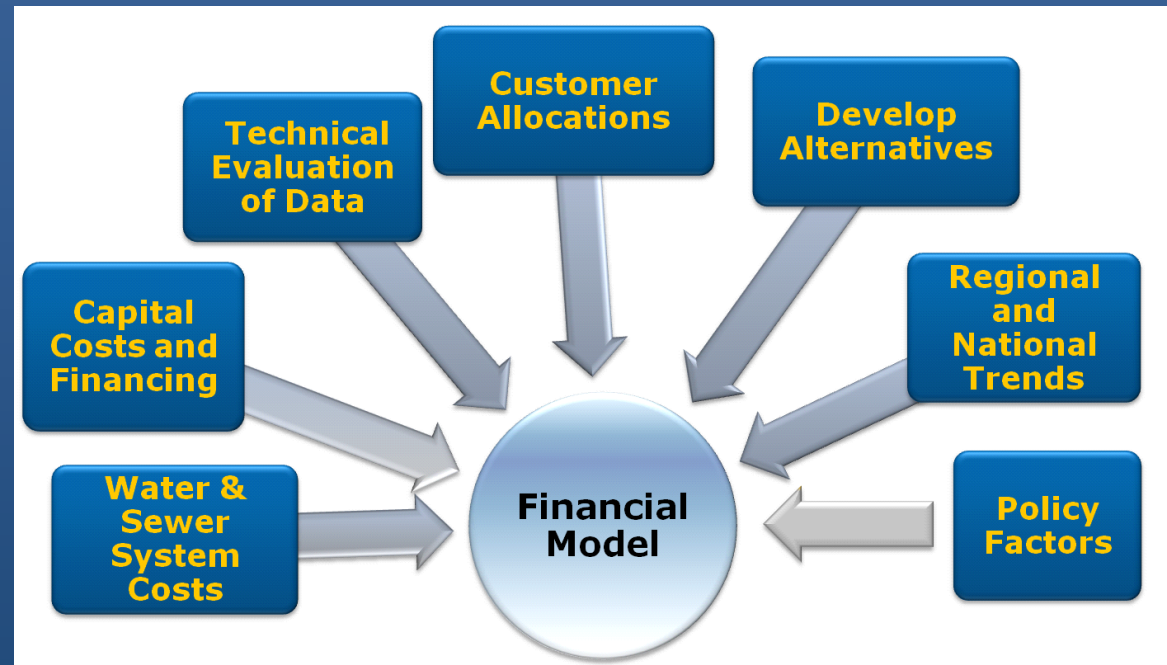 Customer
Allocations
Develop
Alternatives
Technical
Evaluation
of Data
Regional
and
National
Trends
Capital
Costs and
Financing
Water &
Sewer
System
Costs
Financial
Model
Policy
Factors